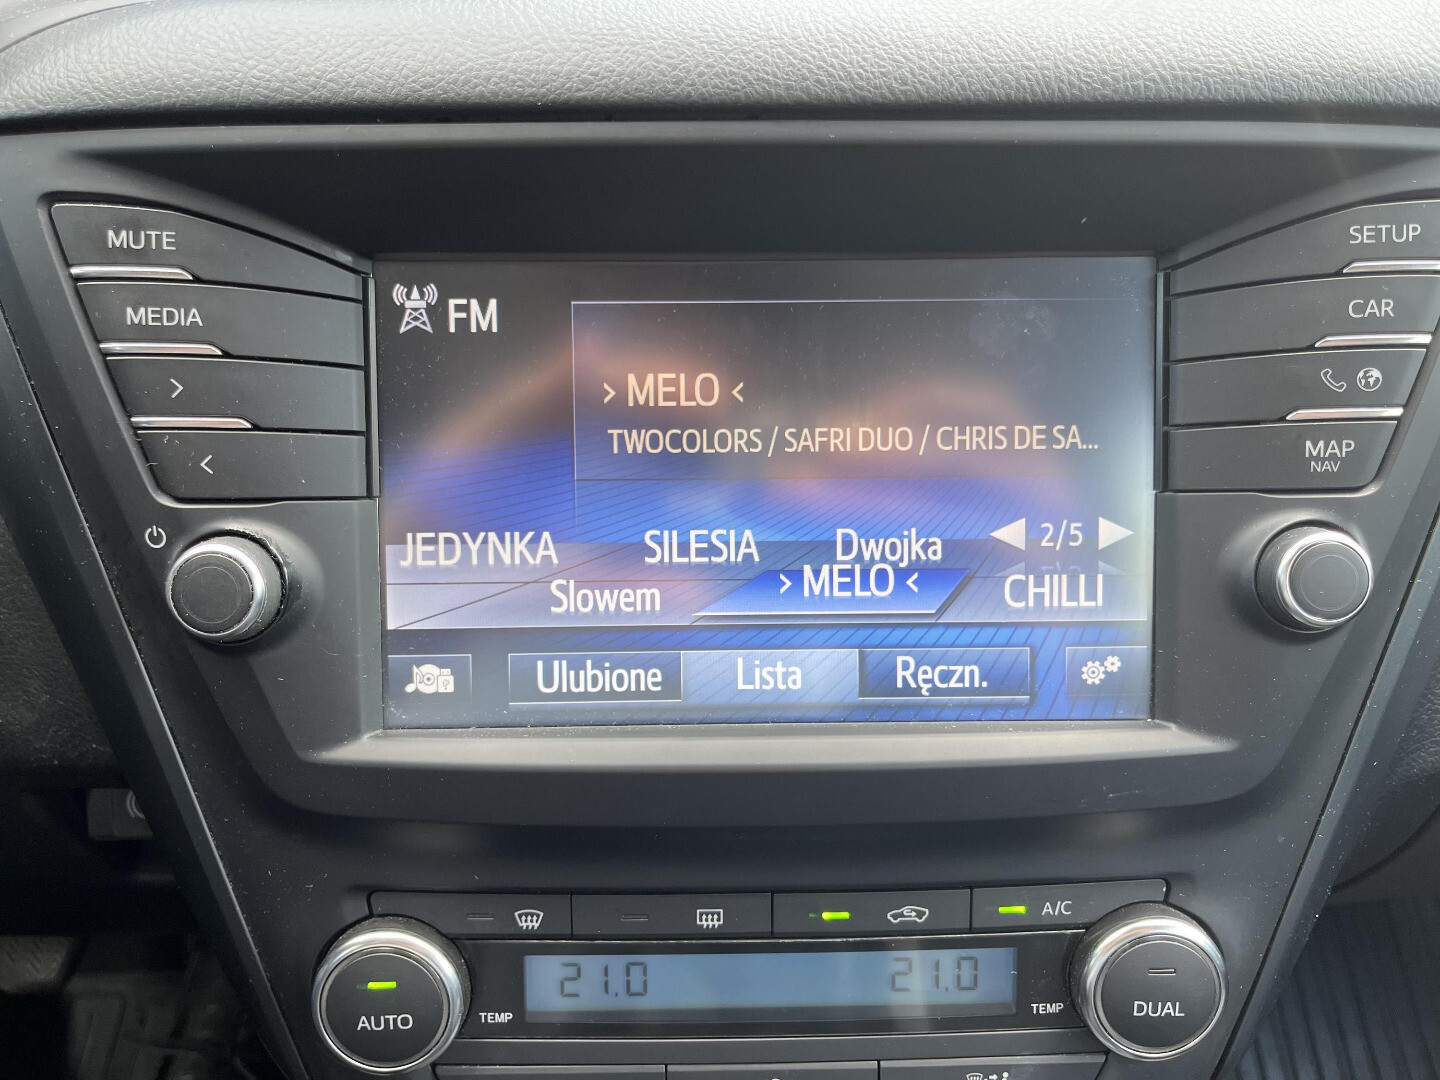 MUTE
SETUP
MEDIA
FM
CAR
> MELO <
TWOCOLORS / SAFRI DUO / CHRIS DE SA...
MAP
NAV
JEDYNKA SILESIA Dwojka 2/5
Slowem > MELO < CHILLI
Ulubione Lista Ręczn.
A/C
21.0 21.0
AUTO TEMP TEMP DUAL